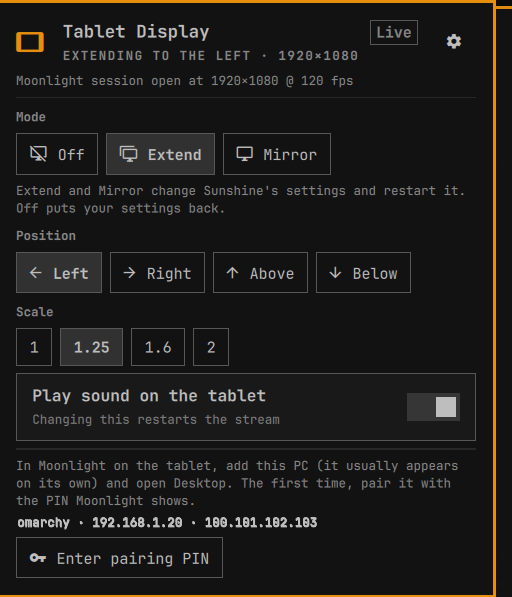 Tablet Display
Live
EXTENDING TO THE LEFT · 1920×1080
Moonlight session open at 1920×1080 @ 120 fps
Mode
Off
Extend
Mirror
Extend and Mirror change Sunshine's settings and restart it.
Off puts your settings back.
Position
Left
Right
Above
Below
Scale
1
1.25
1.6
2
Play sound on the tablet
Changing this restarts the stream
In Moonlight on the tablet, add this PC (it usually appears
on its own) and open Desktop. The first time, pair it with
the PIN Moonlight shows.
omarchy · 192.168.1.20 · 100.101.102.103
Enter pairing PIN